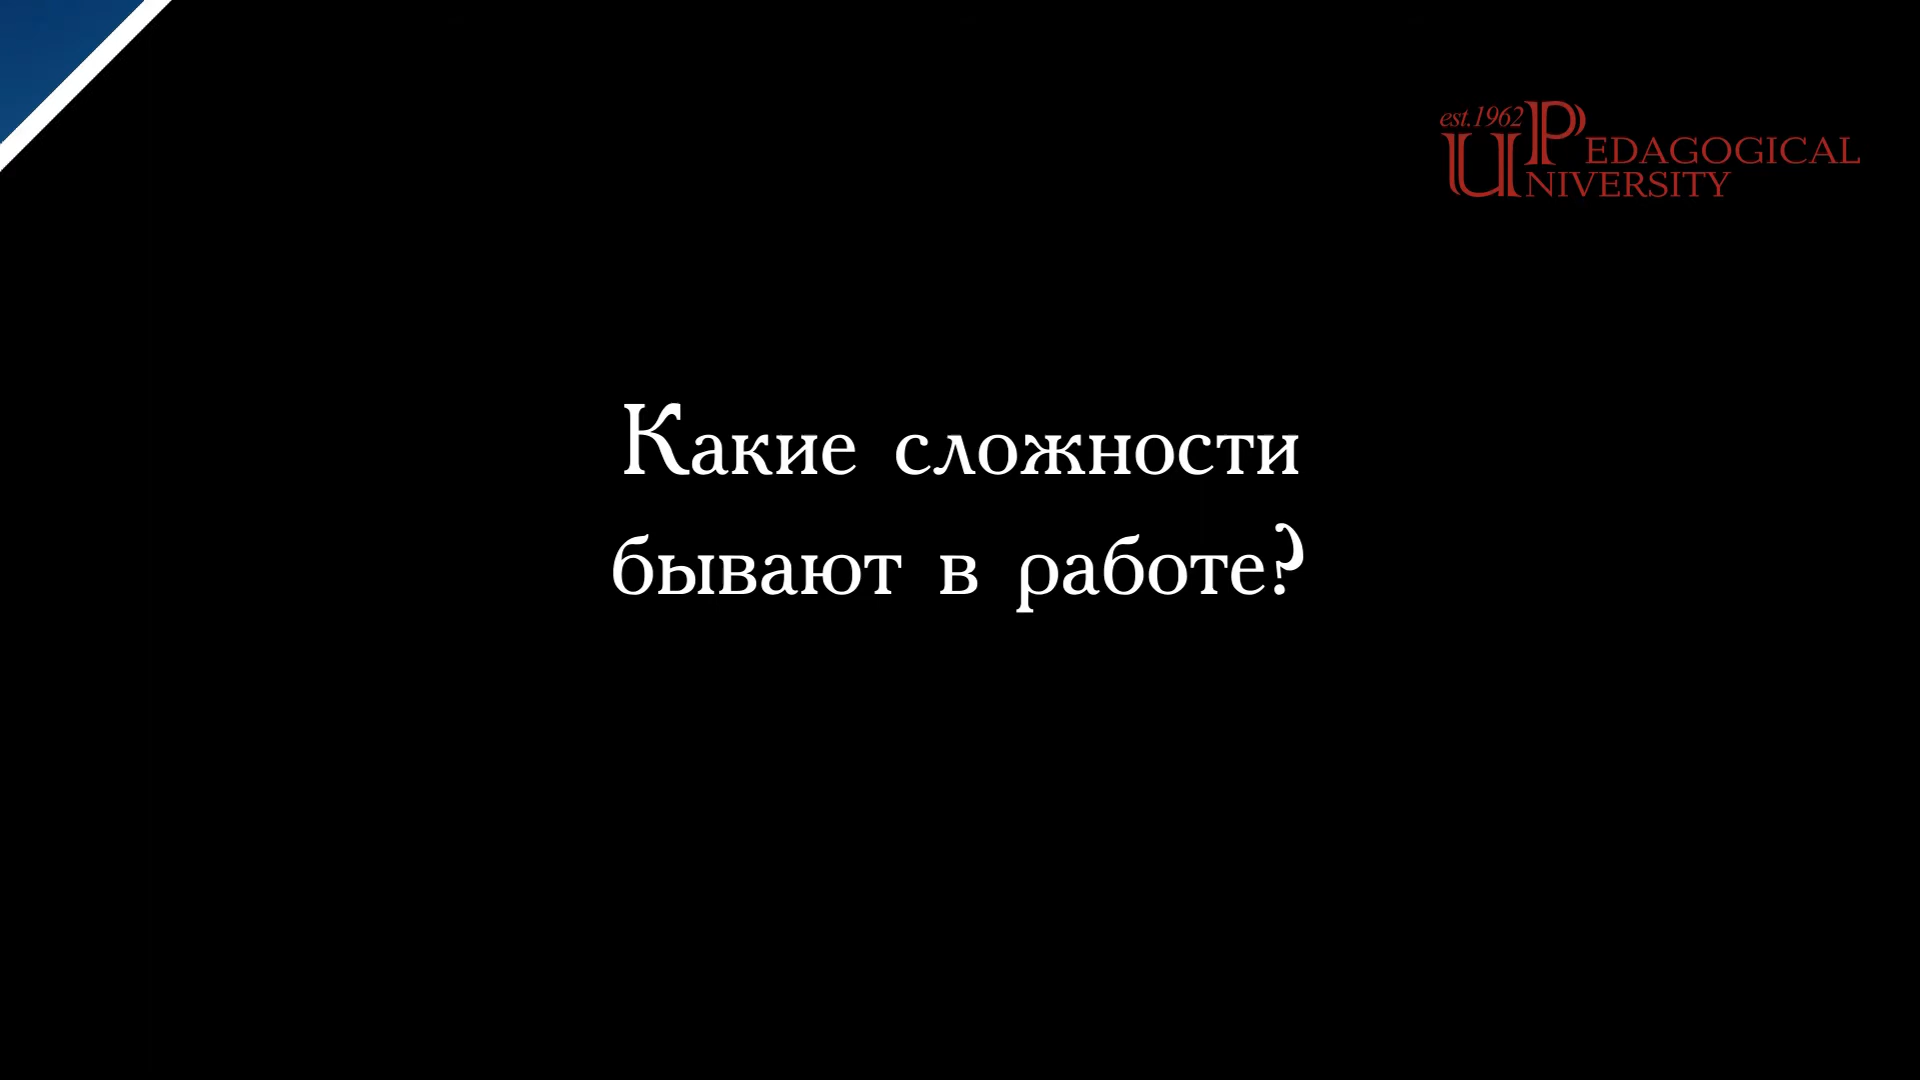 est.1962
PEDAGOGICAL
UNIVERSITY
Какие сложности
бывают в работе?